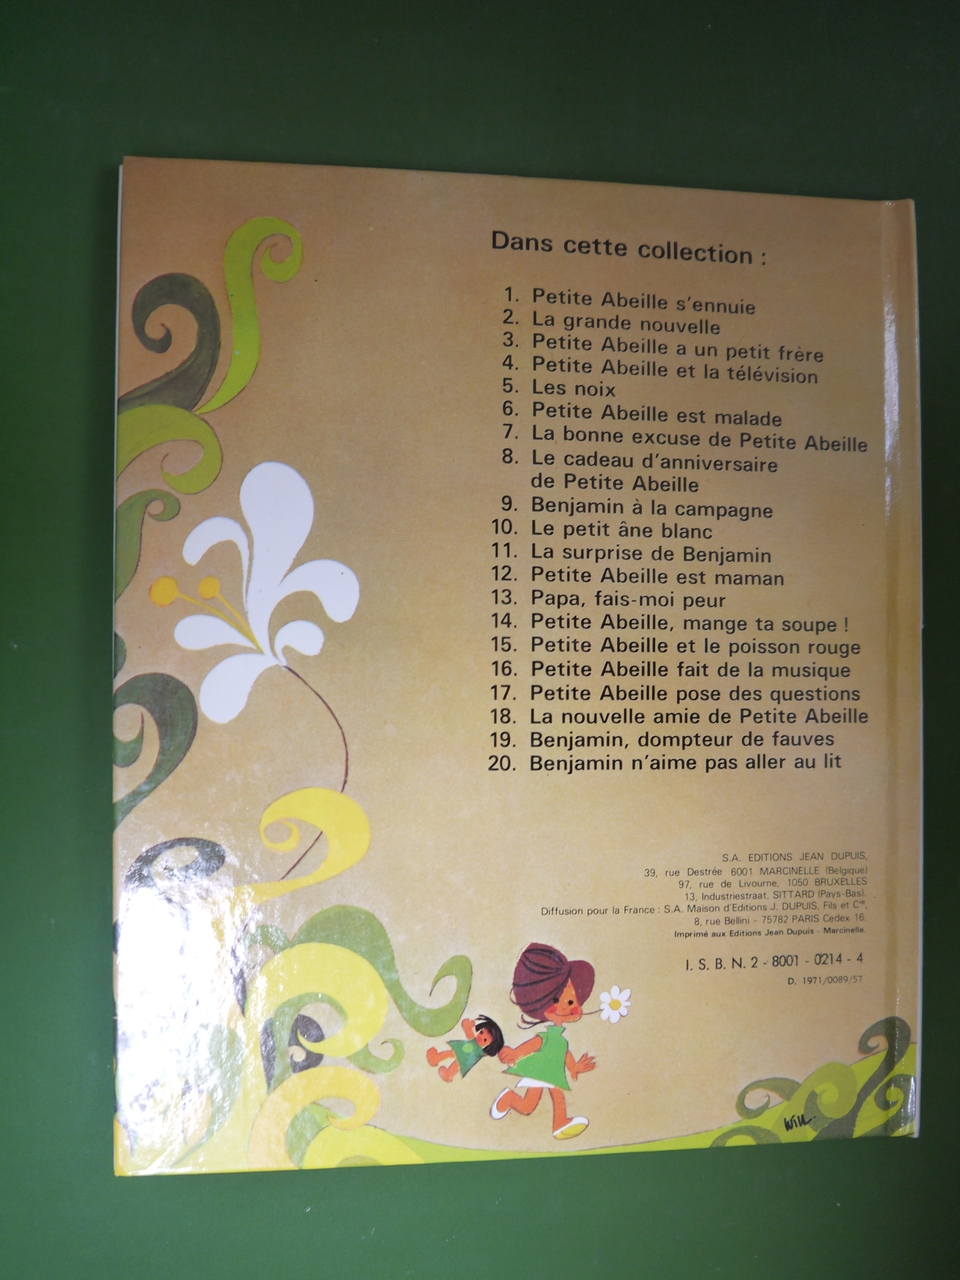 Dans cette collection :
1. Petite Abeille s'ennuie
2. La grande nouvelle
3. Petite Abeille a un petit frère
4. Petite Abeille et la télévision
5. Les noix
6. Petite Abeille est malade
7. La bonne excuse de Petite Abeille
8. Le cadeau d'anniversaire
de Petite Abeille
9. Benjamin à la campagne
10. Le petit âne blanc
11. La surprise de Benjamin
12. Petite Abeille est maman
13. Papa, fais-moi peur
14. Petite Abeille, mange ta soupe !
15. Petite Abeille et le poisson rouge
16. Petite Abeille fait de la musique
17. Petite Abeille pose des questions
18. La nouvelle amie de Petite Abeille
19. Benjamin, dompteur de fauves
20. Benjamin n'aime pas aller au lit
S.A. EDITIONS JEAN DUPUIS,
39, rue Destrée 6001 MARCINELLE (Belgique)
97, rue de Livourne, 1050 BRUXELLES
13, Industriestraat, SITTARD (Pays-Bas).
Diffusion pour la France : S.A. Maison d'Editions J. DUPUIS, Fils et Cie,
8, rue Bellini - 75782 PARIS Cedex 16.
Imprimé aux Editions Jean Dupuis - Marcinelle.
I. S. B. N. 2 - 8001 - 0214 - 4
D. 1971/0089/57
Will